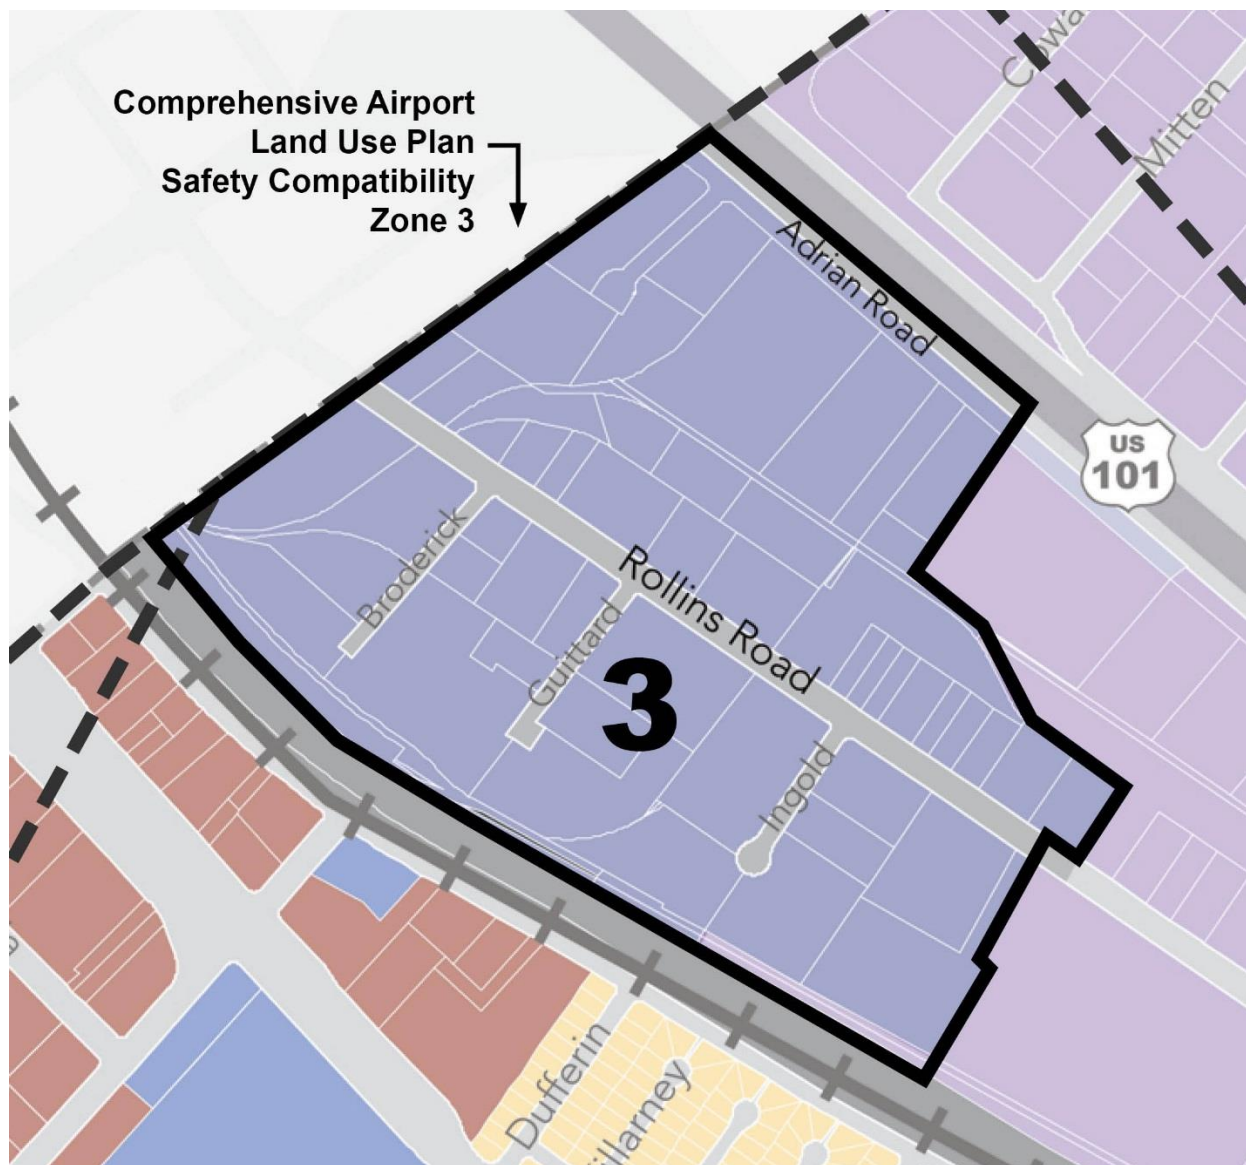 Comprehensive Airport
Land Use Plan
Safety Compatibility
Zone 3
Mitten
Adrian Road
US
101
Broderick
Rollins Road
Guittard
3
Ingold
Dufferin